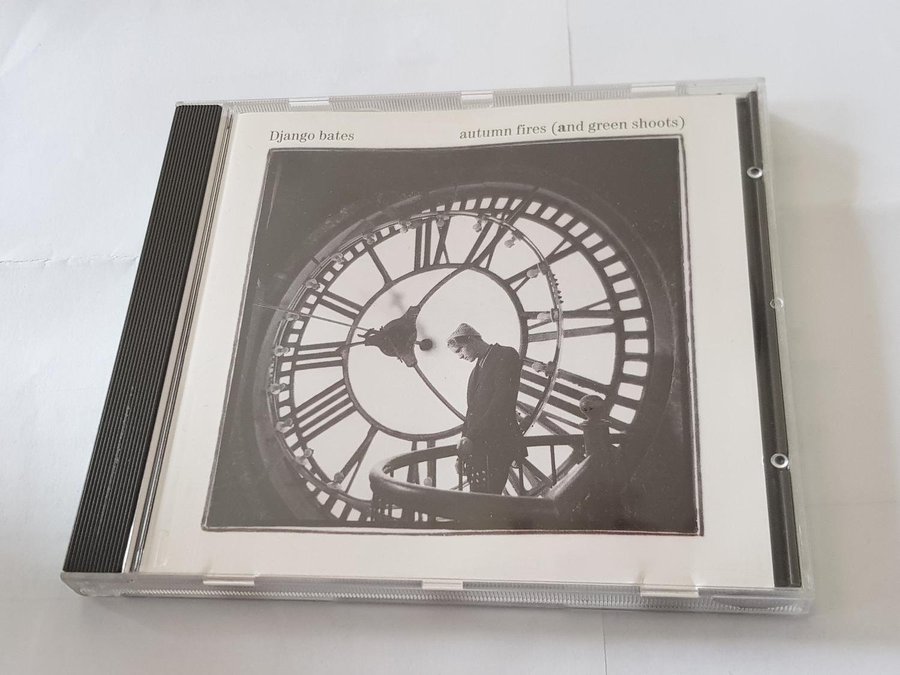 Django bates
autumn fires (and green shoots)